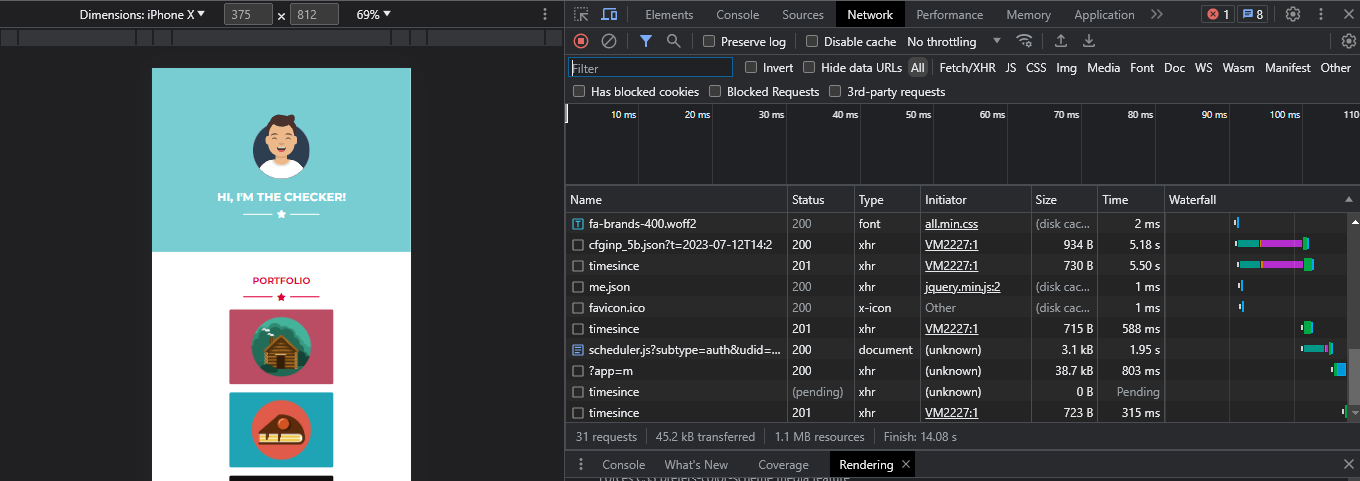 Dimensions: iPhone X ▼ 375 × 812 69% ▼
HI, I'M THE CHECKER!
PORTFOLIO
Elements Console Sources Network Performance Memory Application 1 8
Preserve log Disable cache No throttling
Filter Invert Hide data URLs All Fetch/XHR JS CSS Img Media Font Doc WS Wasm Manifest Other
Has blocked cookies Blocked Requests 3rd-party requests
10 ms 20 ms 30 ms 40 ms 50 ms 60 ms 70 ms 80 ms 90 ms 100 ms 110
Name Status Type Initiator Size Time Waterfall
fa-brands-400.woff2 200 font all.min.css (disk cac... 2 ms
cfginp_5b.json?t=2023-07-12T14:2 200 xhr VM2227:1 934 B 5.18 s
timesince 201 xhr VM2227:1 730 B 5.50 s
me.json 200 xhr jquery.min.js:2 (disk cac... 1 ms
favicon.ico 200 x-icon Other (disk cac... 1 ms
timesince 201 xhr VM2227:1 715 B 588 ms
scheduler.js?subtype=auth&udid=... 200 document (unknown) 3.1 kB 1.95 s
?app=m 200 xhr (unknown) 38.7 kB 803 ms
timesince (pending) xhr (unknown) 0 B Pending
timesince 201 xhr VM2227:1 723 B 315 ms
31 requests 45.2 kB transferred 1.1 MB resources Finish: 14.08 s
Console What's New Coverage Rendering